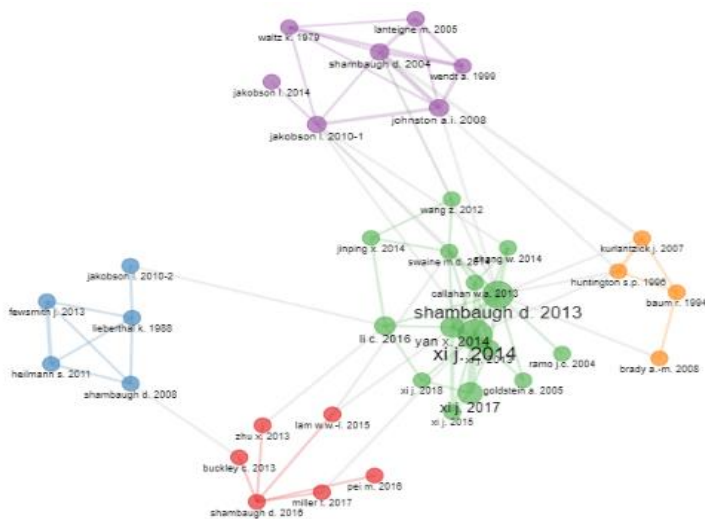 lanteigne m. 2005
waltz k. 1979
shambaugh d. 2004
wendt a. 1999
jakobson l. 2014
johnston a.i. 2008
jakobson l. 2010-1
wang z. 2012
jinping x. 2014
kurlantzick j. 2007
swaine m.d. 2014
zhang w. 2014
jakobson l. 2010-2
huntington s.p. 1996
callahan w.a. 2013
baum r. 1994
fewsmith j. 2013
shambaugh d. 2013
lieberthal k. 1988
li c. 2016
yan x. 2014
xi j. 2014
ramo j.c. 2004
brady a.-m. 2008
heilmann s. 2011
xi j. 2018
goldstein a. 2005
shambaugh d. 2008
xi j. 2017
xi j. 2015
lam w.w.-l. 2015
zhu x. 2013
buckley c. 2013
pei m. 2016
miller t. 2017
shambaugh d. 2016